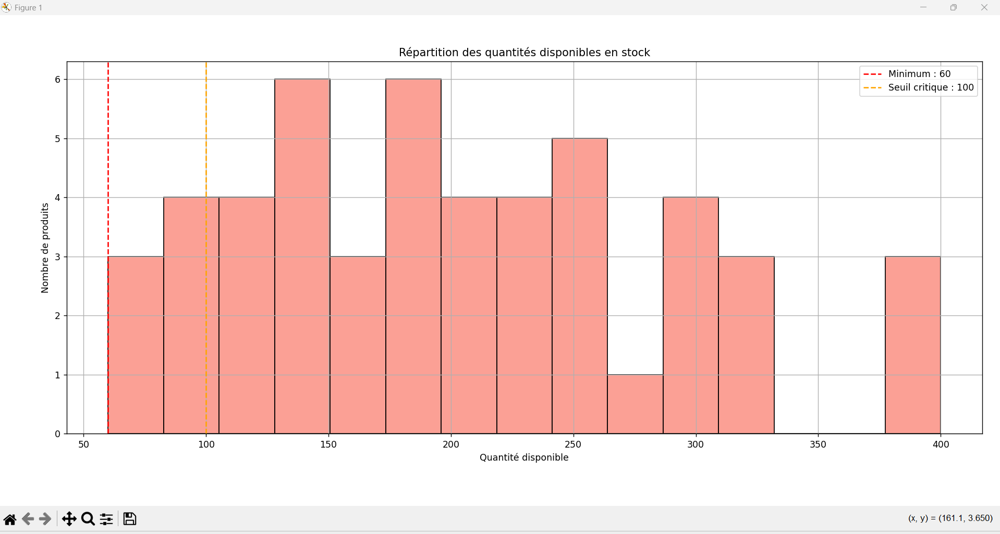 Figure 1
Répartition des quantités disponibles en stock
Minimum : 60
Seuil critique : 100
6
5
4
3
2
1
0
Nombre de produits
50 100 150 200 250 300 350 400
Quantité disponible
(x, y) = (161.1, 3.650)